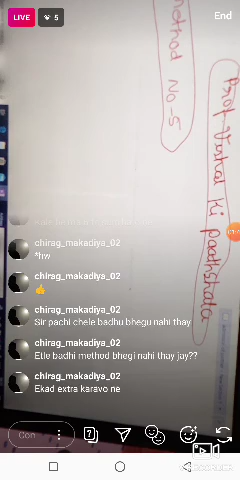 LIVE
5
End
Method No-5
Prof. Vishal Ki paathshala
chirag_makadiya_02
*hw
chirag_makadiya_02
👍
chirag_makadiya_02
Sir pachi chele badhu bhegu nahi thay
chirag_makadiya_02
Etle badhi method bhegi nahi thay jay??
chirag_makadiya_02
Ekad extra karavo ne
Con